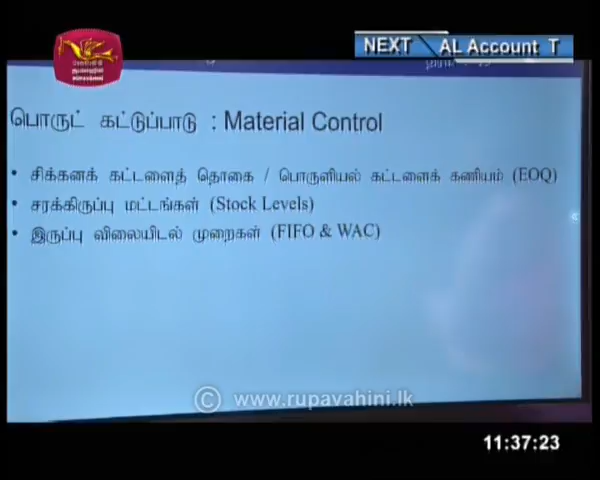 NEXT AL Account T
பொருட் கட்டுப்பாடு : Material Control
• சிக்கனக் கட்டளைத் தொகை / பொருளியல் கட்டளைக் கணியம் (EOQ)
• சரக்கிருப்பு மட்டங்கள் (Stock Levels)
• இருப்பு விலையிடல் முறைகள் (FIFO & WAC)
© www.rupavahini.lk
11:37:23